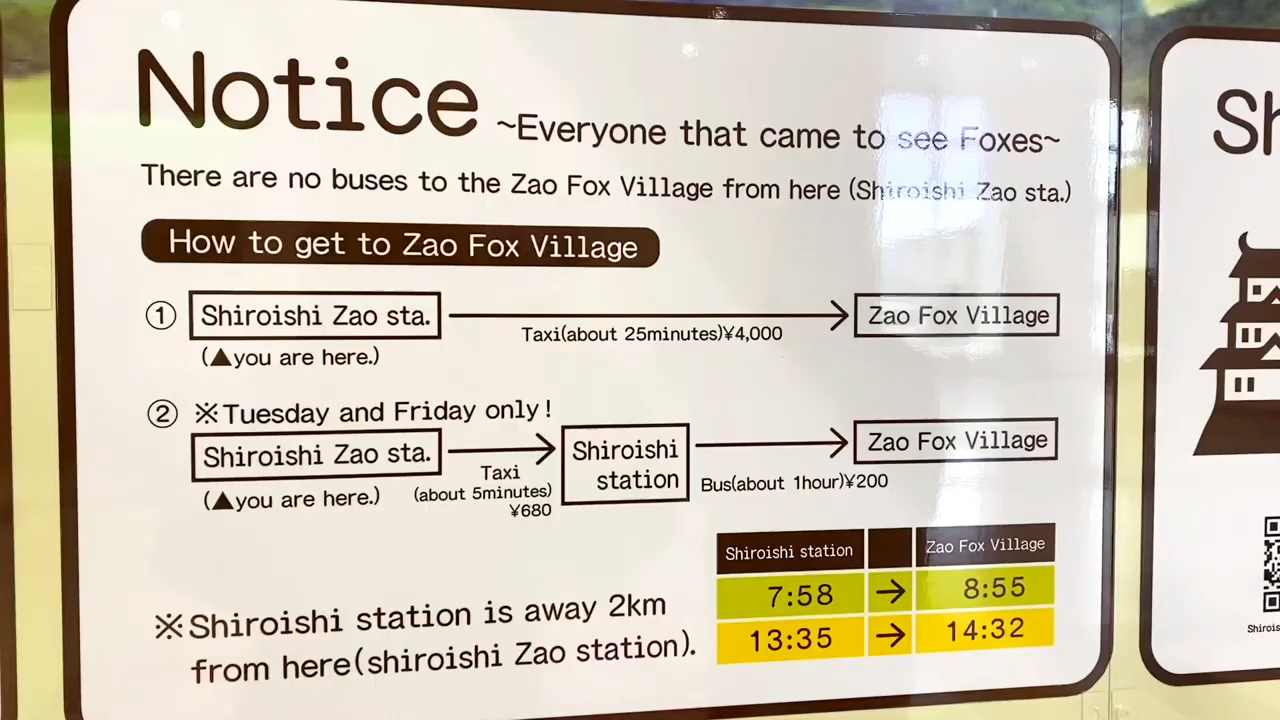 Notice ~Everyone that came to see Foxes~
There are no buses to the Zao Fox Village from here (Shiroishi Zao sta.)
How to get to Zao Fox Village
① Shiroishi Zao sta. → Zao Fox Village
Taxi(about 25minutes)¥4,000
(▲you are here.)
② ※Tuesday and Friday only!
Shiroishi Zao sta. → Shiroishi station → Zao Fox Village
Taxi
(about 5minutes)
¥680
Bus(about 1hour)¥200
(▲you are here.)
Shiroishi station Zao Fox Village
7:58 → 8:55
13:35 → 14:32
※Shiroishi station is away 2km
from here(shiroishi Zao station).